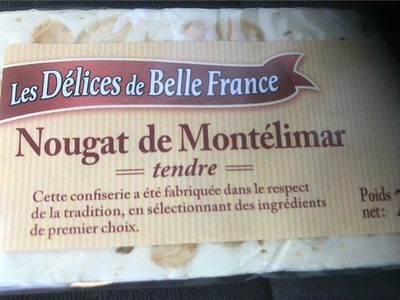 Les Délices de Belle France
Nougat de Montélimar
tendre
Cette confiserie a été fabriquée dans le respect
de la tradition, en sélectionnant des ingrédients
de premier choix.
Poids
net: